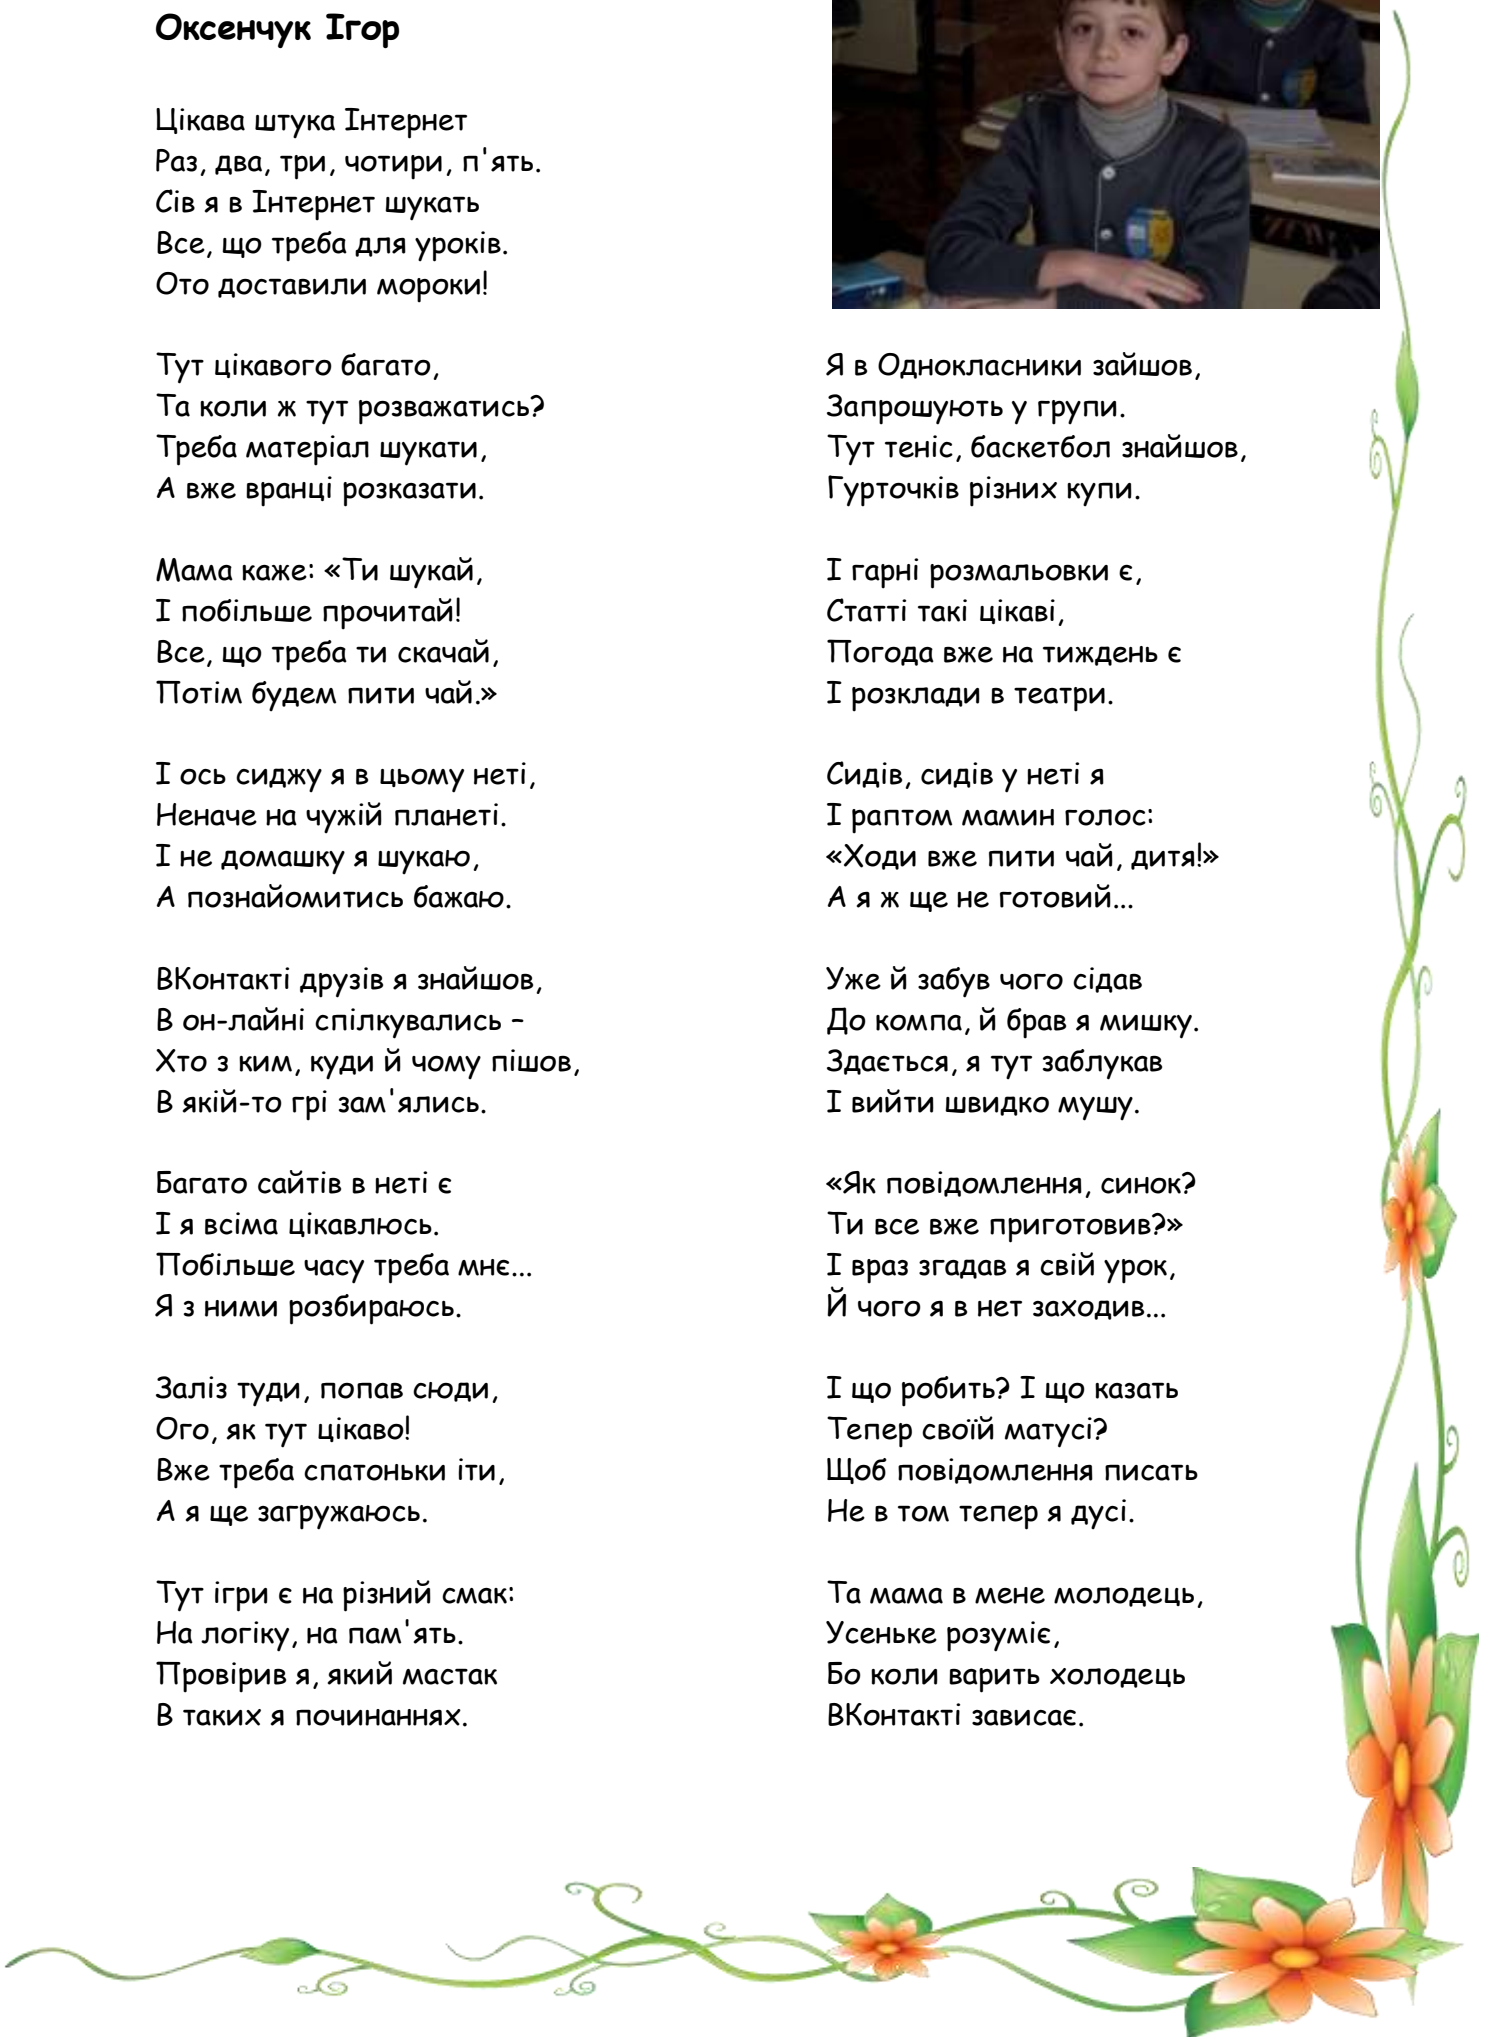 Оксенчук Ігор
Цікава штука Інтернет
Раз, два, три, чотири, п'ять.
Сів я в Інтернет шукать
Все, що треба для уроків.
Ото доставили мороки!
Тут цікавого багато,
Та коли ж тут розважатись?
Треба матеріал шукати,
А вже вранці розказати.
Мама каже: «Ти шукай,
І побільше прочитай!
Все, що треба ти скачай,
Потім будем пити чай.»
І ось сиджу я в цьому неті,
Неначе на чужій планеті.
І не домашку я шукаю,
А познайомитись бажаю.
ВКонтакті друзів я знайшов,
В он-лайні спілкувались –
Хто з ким, куди й чому пішов,
В якій-то грі зам'ялись.
Багато сайтів в неті є
І я всіма цікавлюсь.
Побільше часу треба мнє...
Я з ними розбираюсь.
Заліз туди, попав сюди,
Ого, як тут цікаво!
Вже треба спатоньки іти,
А я ще загружаюсь.
Тут ігри є на різний смак:
На логіку, на пам'ять.
Провірив я, який мастак
В таких я починаннях.
Я в Однокласники зайшов,
Запрошують у групи.
Тут теніс, баскетбол знайшов,
Гурточків різних купи.
І гарні розмальовки є,
Статті такі цікаві,
Погода вже на тиждень є
І розклади в театри.
Сидів, сидів у неті я
І раптом мамин голос:
«Ходи вже пити чай, дитя!»
А я ж ще не готовий...
Уже й забув чого сідав
До компа, й брав я мишку.
Здається, я тут заблукав
І вийти швидко мушу.
«Як повідомлення, синок?
Ти все вже приготовив?»
І враз згадав я свій урок,
Й чого я в нет заходив...
І що робить? І що казать
Тепер своїй матусі?
Щоб повідомлення писать
Не в том тепер я дусі.
Та мама в мене молодець,
Усеньке розуміє,
Бо коли варить холодець
ВКонтакті зависає.